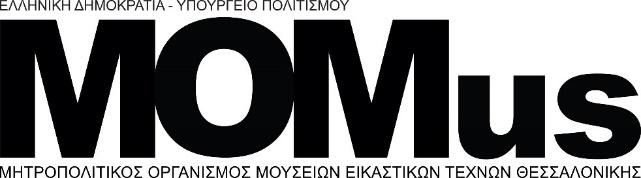 ΕΛΛΗΝΙΚΗ ΔΗΜΟΚΡΑΤΙΑ - ΥΠΟΥΡΓΕΙΟ ΠΟΛΙΤΙΣΜΟΥ
MOMus
ΜΗΤΡΟΠΟΛΙΤΙΚΟΣ ΟΡΓΑΝΙΣΜΟΣ ΜΟΥΣΕΙΩΝ ΕΙΚΑΣΤΙΚΩΝ ΤΕΧΝΩΝ ΘΕΣΣΑΛΟΝΙΚΗΣ